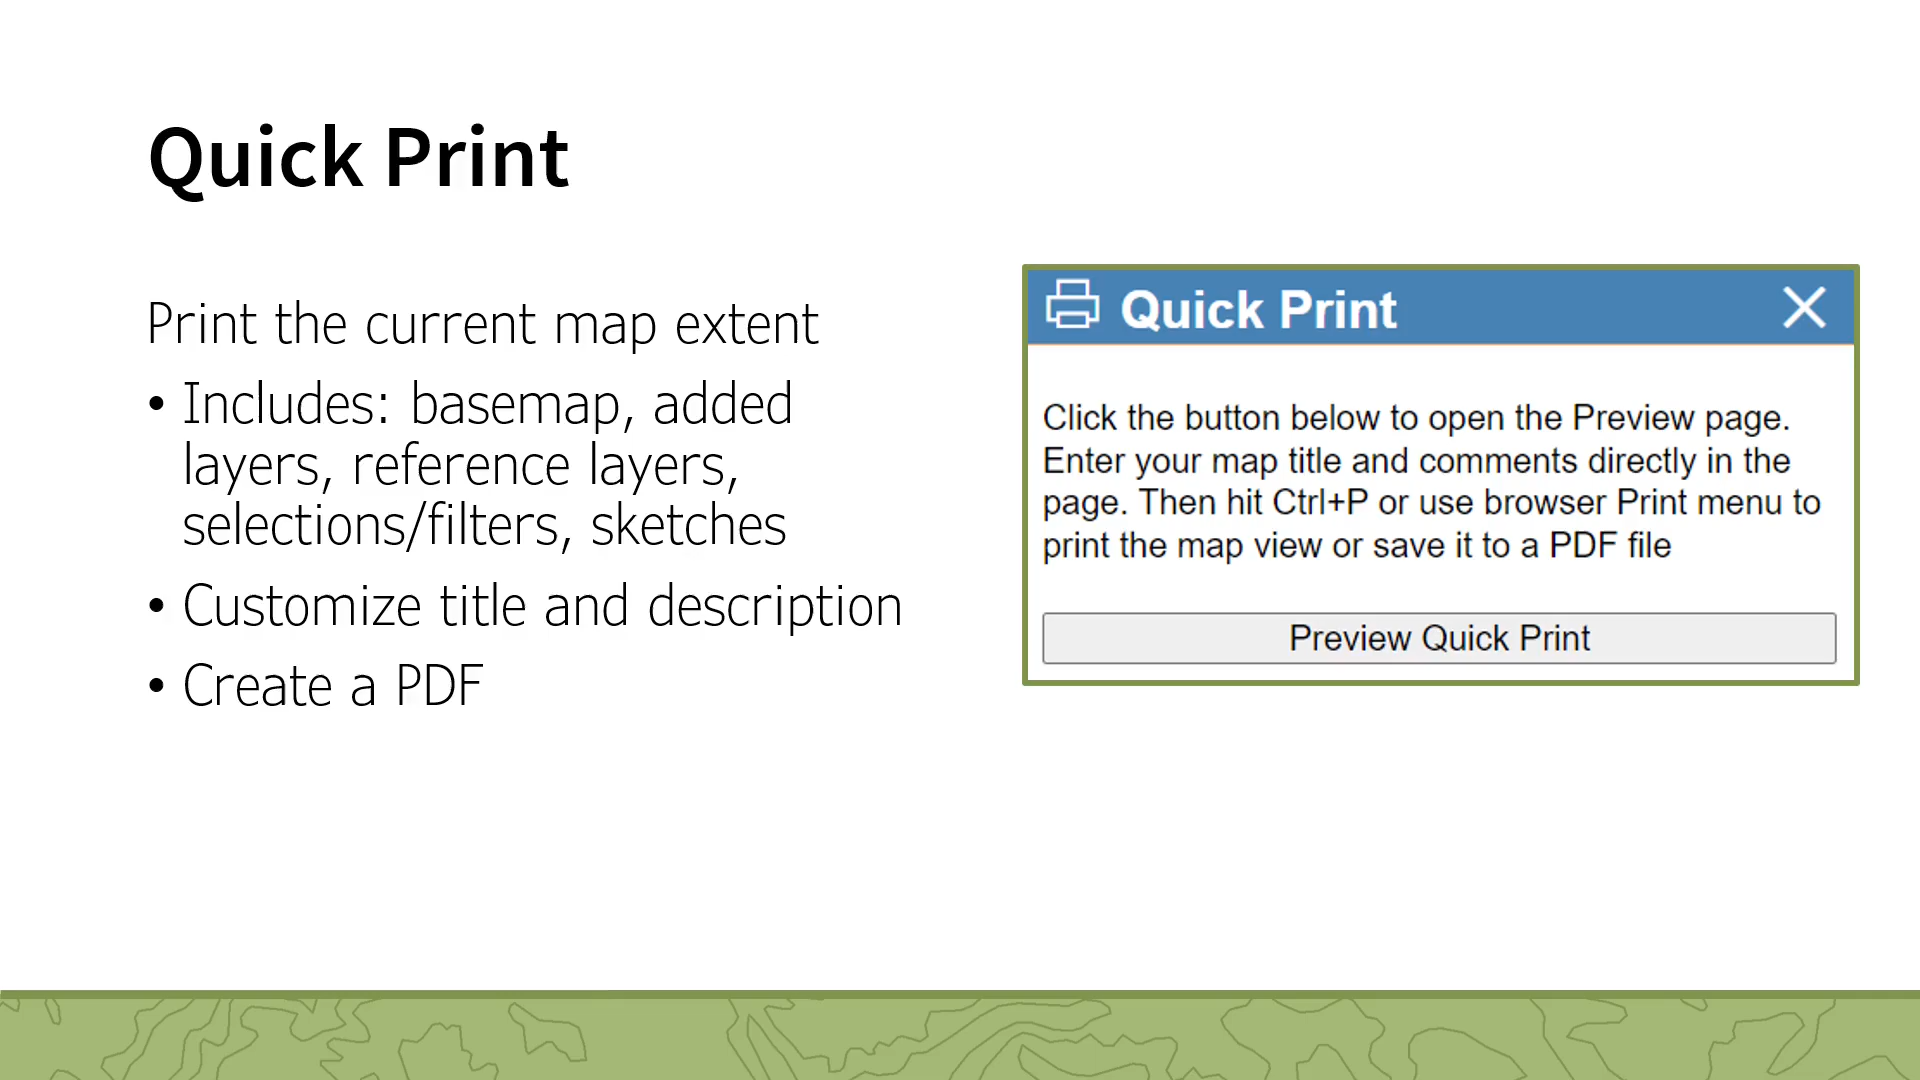 Quick Print
Print the current map extent
• Includes: basemap, added
layers, reference layers,
selections/filters, sketches
• Customize title and description
• Create a PDF
Quick Print
Click the button below to open the Preview page.
Enter your map title and comments directly in the
page. Then hit Ctrl+P or use browser Print menu to
print the map view or save it to a PDF file
Preview Quick Print